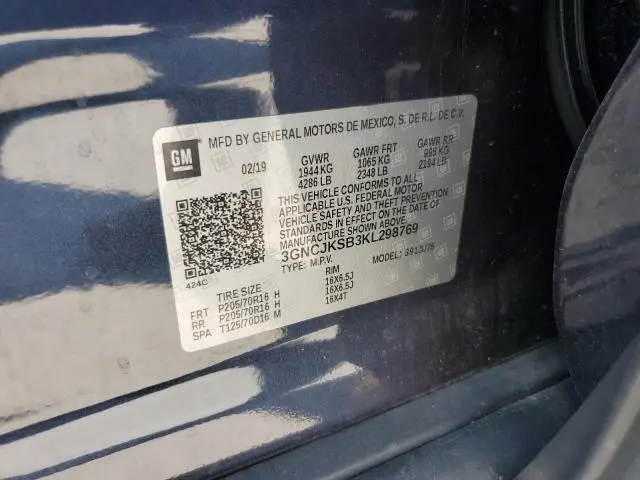 GM
MFD BY GENERAL MOTORS DE MEXICO, S. DE R.L. DE C.V.
02/19
GVWR GAWR FRT GAWR RR
1944 KG 1065 KG 995 KG
4286 LB 2348 LB 2194 LB
THIS VEHICLE CONFORMS TO ALL
APPLICABLE U.S. FEDERAL MOTOR
VEHICLE SAFETY AND THEFT PREVENTION
STANDARDS IN EFFECT ON THE DATE OF
MANUFACTURE SHOWN ABOVE.
3GNCJKSB3KL298769
TYPE: M.P.V. MODEL:
424C
TIRE SIZE RIM
FRT P205/70R16 H 16X6.5J
RR P205/70R16 H 16X6.5J
SPA T125/70D16 M 16X4T